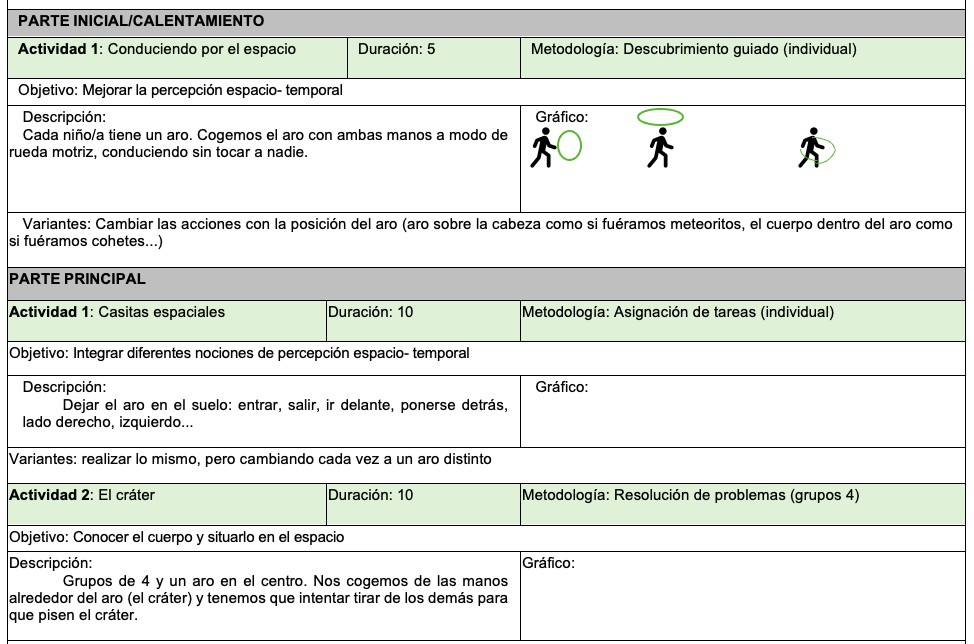 PARTE INICIAL/CALENTAMIENTO
Actividad 1: Conduciendo por el espacio
Duración: 5
Metodología: Descubrimiento guiado (individual)
Objetivo: Mejorar la percepción espacio- temporal
Descripción:
Cada niño/a tiene un aro. Cogemos el aro con ambas manos a modo de
rueda motriz, conduciendo sin tocar a nadie.
Gráfico:
Variantes: Cambiar las acciones con la posición del aro (aro sobre la cabeza como si fuéramos meteoritos, el cuerpo dentro del aro como
si fuéramos cohetes...)
PARTE PRINCIPAL
Actividad 1: Casitas espaciales
Duración: 10
Metodología: Asignación de tareas (individual)
Objetivo: Integrar diferentes nociones de percepción espacio- temporal
Descripción:
Dejar el aro en el suelo: entrar, salir, ir delante, ponerse detrás,
lado derecho, izquierdo...
Gráfico:
Variantes: realizar lo mismo, pero cambiando cada vez a un aro distinto
Actividad 2: El cráter
Duración: 10
Metodología: Resolución de problemas (grupos 4)
Objetivo: Conocer el cuerpo y situarlo en el espacio
Descripción:
Grupos de 4 y un aro en el centro. Nos cogemos de las manos
alrededor del aro (el cráter) y tenemos que intentar tirar de los demás para
que pisen el cráter.
Gráfico: